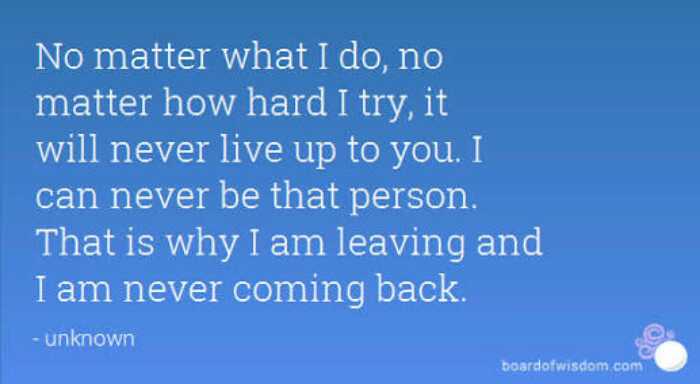 No matter what I do, no
matter how hard I try, it
will never live up to you. I
can never be that person.
That is why I am leaving and
I am never coming back.
- unknown
boardofwisdom.com